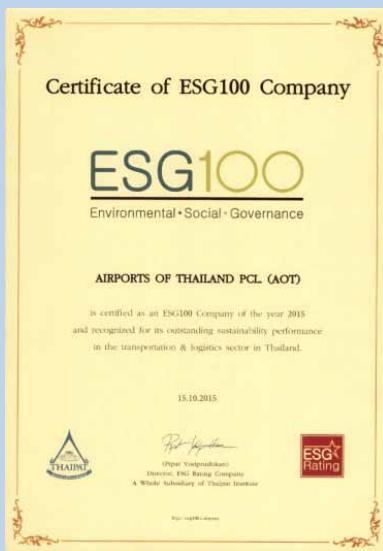 Certificate of ESG100 Company
ESG100
Environmental • Social • Governance
AIRPORTS OF THAILAND PCL. (AOT)
is certified as an ESG100 Company of the year 2015
and recognized for its outstanding sustainability performance
in the transportation & logistics sector in Thailand.
15.10.2015
(Pipat Yodprudtikan)
Director, ESG Rating Company
A Whole Subsidiary of Thaipat Institute
THAIPAT
ESG
Rating